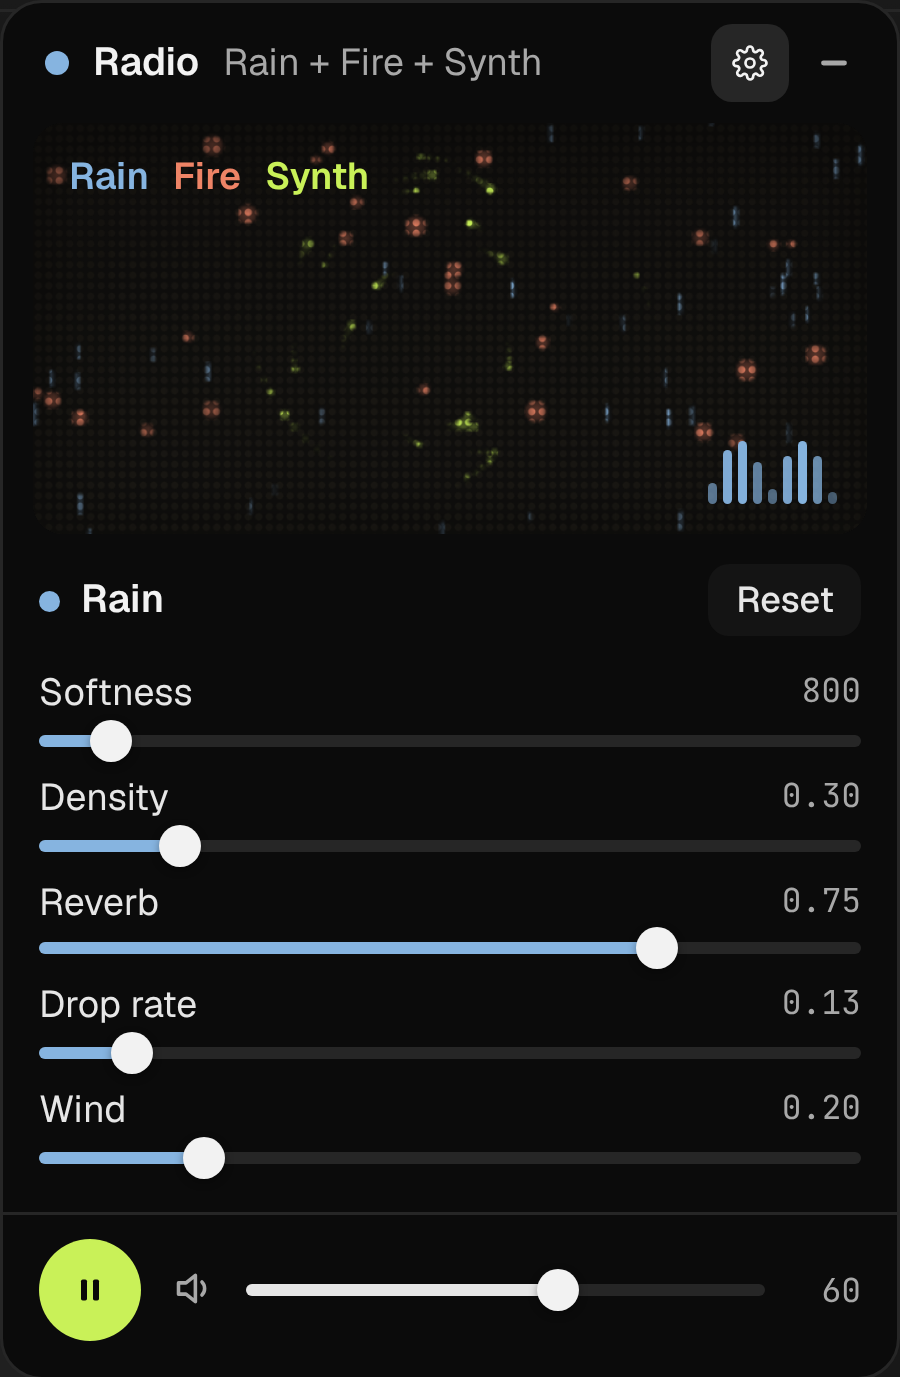 Radio Rain + Fire + Synth
Rain Fire Synth
Rain Reset
Softness 800
Density 0.30
Reverb 0.75
Drop rate 0.13
Wind 0.20
60